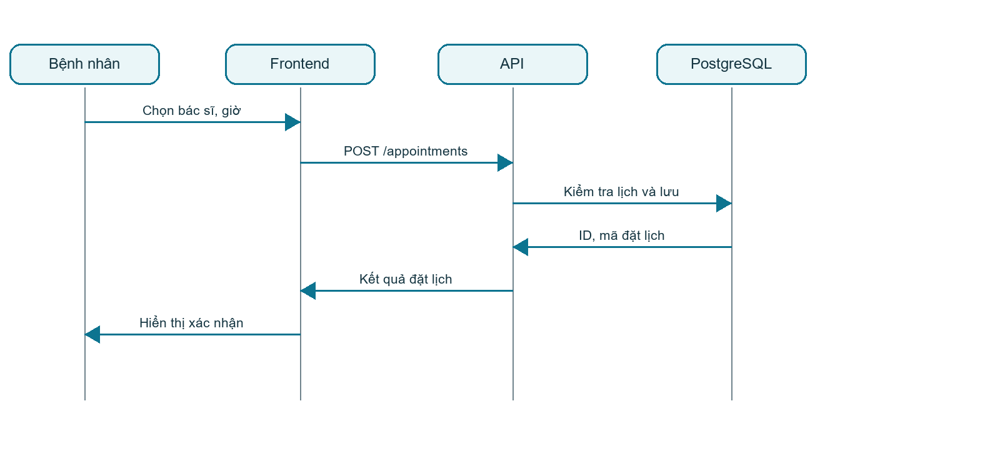 Bệnh nhân
Frontend
API
PostgreSQL
Chọn bác sĩ, giờ
POST /appointments
Kiểm tra lịch và lưu
ID, mã đặt lịch
Kết quả đặt lịch
Hiển thị xác nhận